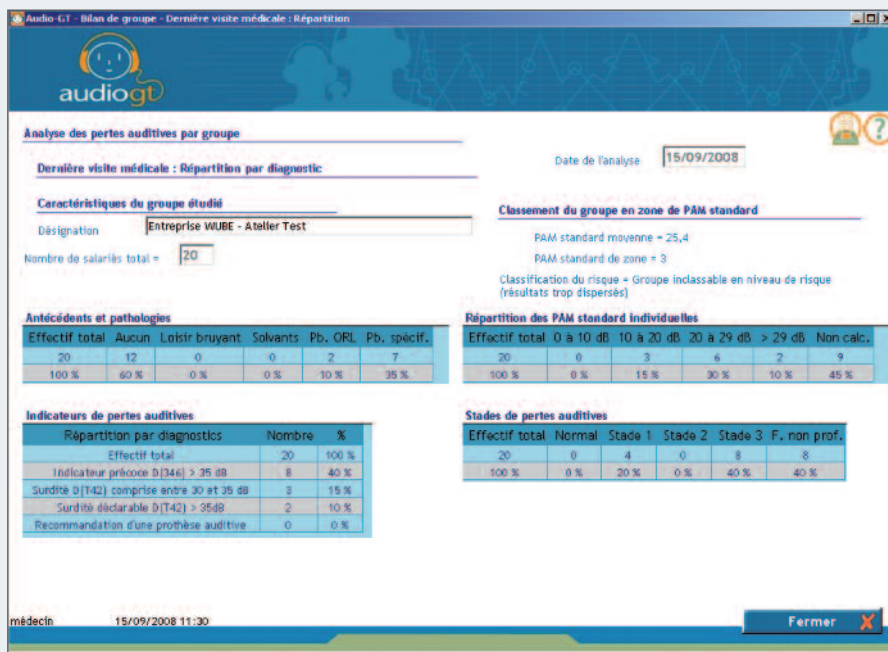 Audio-GT - Bilan de groupe - Dernière visite médicale : Répartition
audiogt
Analyse des pertes auditives par groupe
Dernière visite médicale : Répartition par diagnostic
Date de l'analyse 15/09/2008
Caractéristiques du groupe étudié
Désignation Entreprise WUBE - Atelier Test
Nombre de salariés total = 20
Classement du groupe en zone de PAM standard
PAM standard moyenne = 25,4
PAM standard de zone = 3
Classification du risque = Groupe inclassable en niveau de risque
(résultats trop dispersés)
Antécédents et pathologies
Effectif total Aucun Loisir bruyant Solvants Pb. ORL Pb. spécif.
20 12 0 0 2 7
100 % 60 % 0 % 0 % 10 % 35 %
Répartition des PAM standard individuelles
Effectif total 0 à 10 dB 10 à 20 dB 20 à 29 dB > 29 dB Non calc.
20 0 3 6 2 9
100 % 0 % 15 % 30 % 10 % 45 %
Indicateurs de pertes auditives
Répartition par diagnostics Nombre %
Effectif total 20 100 %
Indicateur précoce D(346) > 35 dB 8 40 %
Surdité D(T42) comprise entre 30 et 35 dB 3 15 %
Surdité déclarable D(T42) > 35dB 2 10 %
Recommandation d'une prothèse auditive 0 0 %
Stades de pertes auditives
Effectif total Normal Stade 1 Stade 2 Stade 3 F. non prof.
20 0 4 0 8 8
100 % 0 % 20 % 0 % 40 % 40 %
médecin 15/09/2008 11:30
Fermer